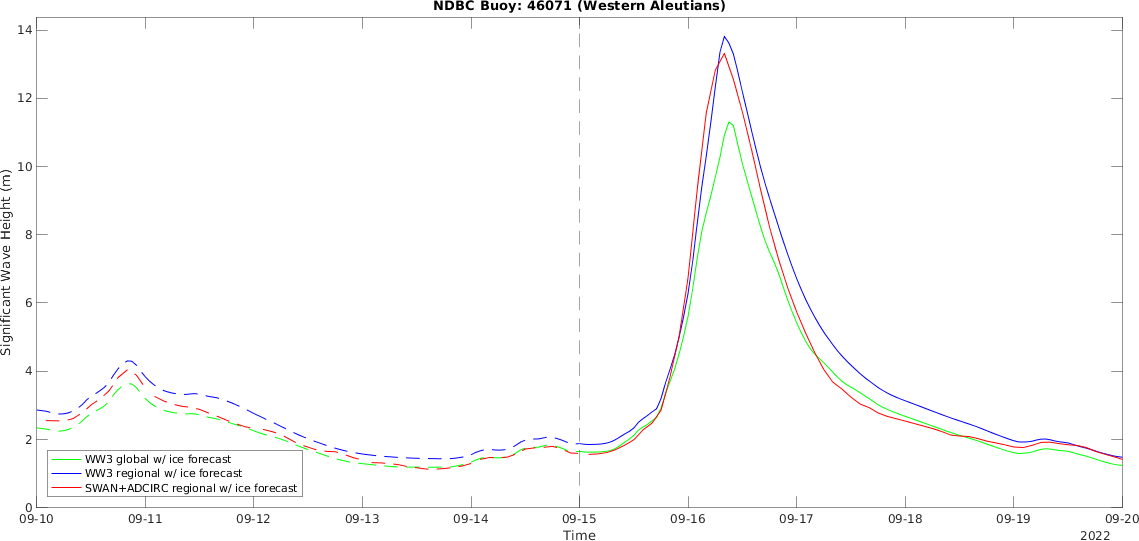 NDBC Buoy: 46071 (Western Aleutians)
14
12
10
8
6
4
2
0
Significant Wave Height (m)
WW3 global w/ ice forecast
WW3 regional w/ ice forecast
SWAN+ADCIRC regional w/ ice forecast
09-10 09-11 09-12 09-13 09-14 09-15 09-16 09-17 09-18 09-19 09-20
Time
2022